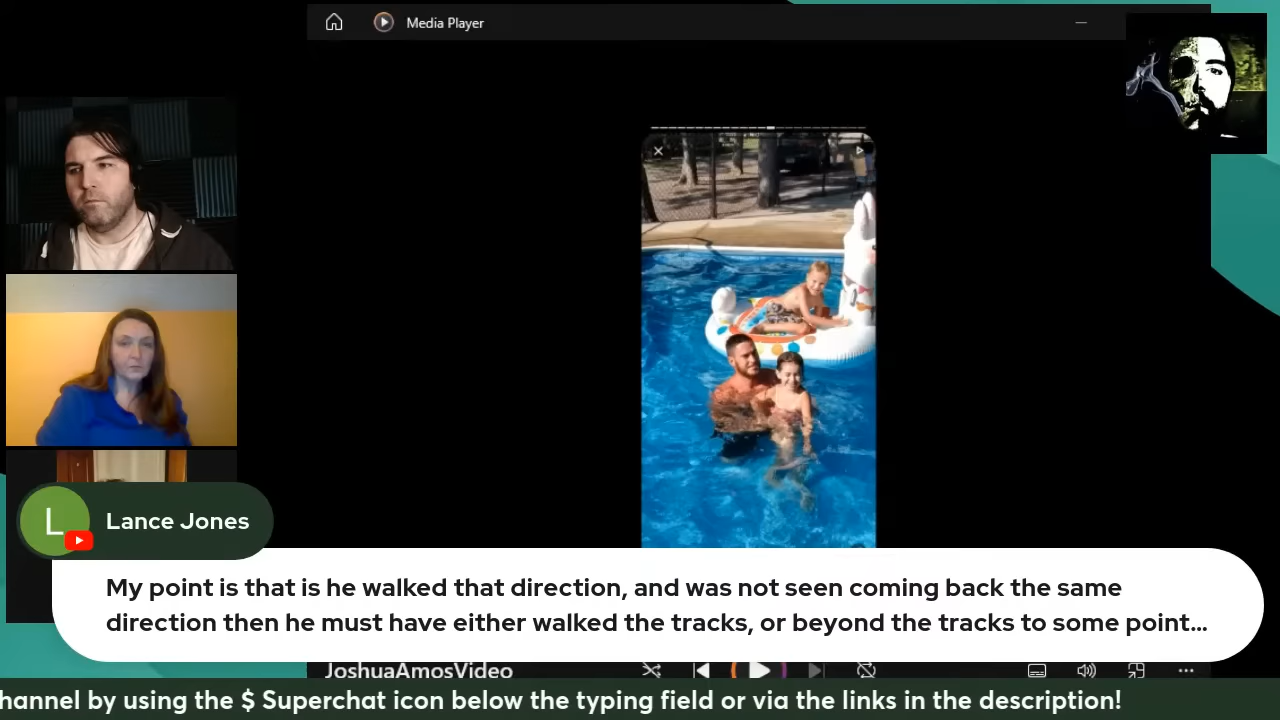 Media Player
Lance Jones
My point is that is he walked that direction, and was not seen coming back the same
direction then he must have either walked the tracks, or beyond the tracks to some point...
JoshuaAmosVideo
hannel by using the $ Superchat icon below the typing field or via the links in the description!